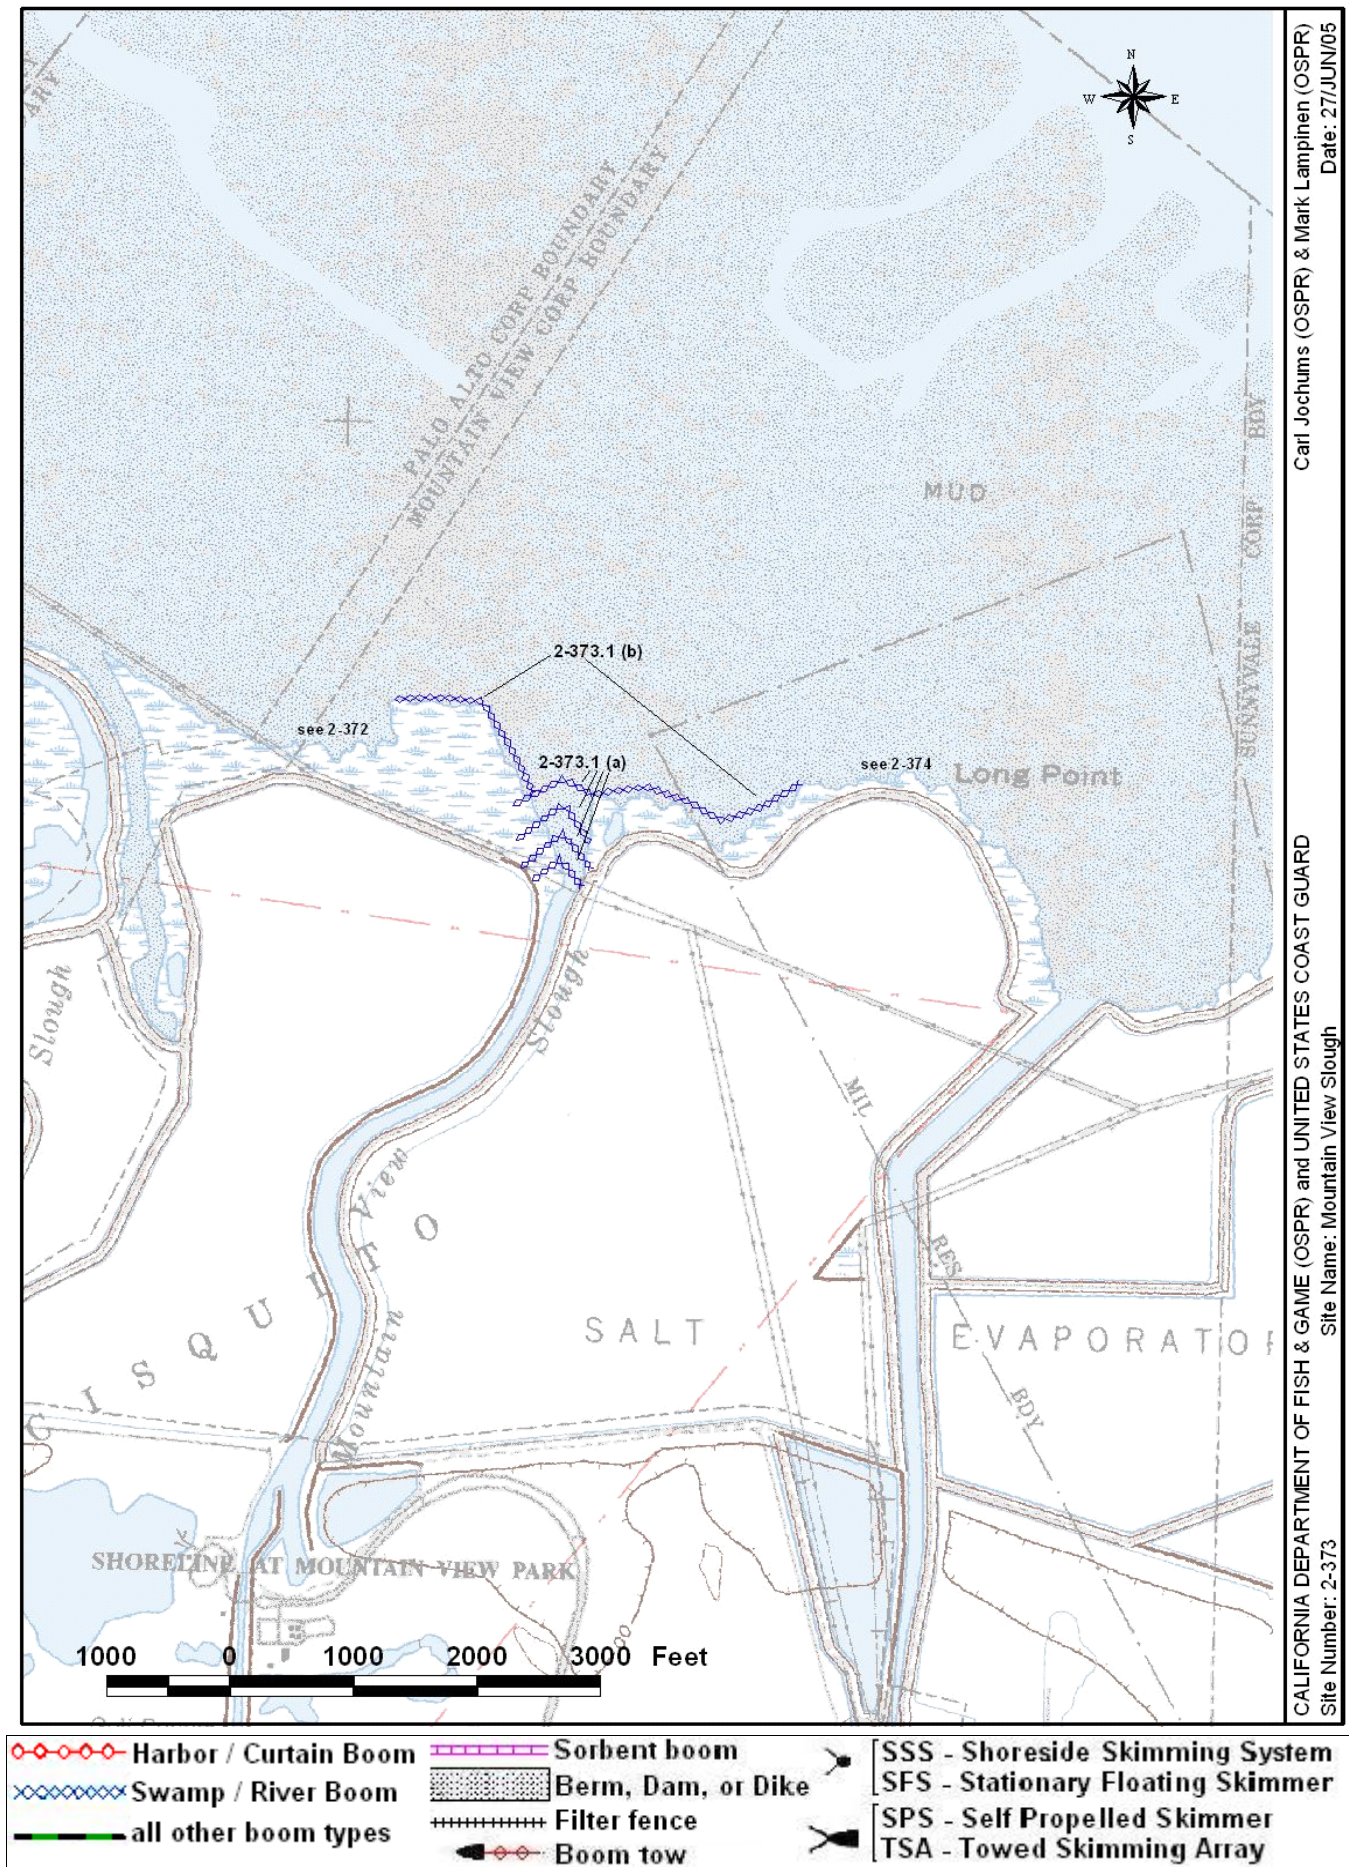 N
W E
S
ARY
PALO ALTO CORP BOUNDARY
MOUNTAIN VIEW CORP BOUNDARY
MUD
SUNNYVALE CORP BDY
2-373.1 (b)
see 2-372
2-373.1 (a)
see 2-374
Long Point
Slough
Slough
View
Mountain
MIL
RES
BDY
CISQUITO
SALT
EVAPORATOR
SHORELINE AT MOUNTAIN VIEW PARK
1000 0 1000 2000 3000 Feet
CALIFORNIA DEPARTMENT OF FISH & GAME (OSPR) and UNITED STATES COAST GUARD
Carl Jochums (OSPR) & Mark Lampinen (OSPR)
Site Number: 2-373
Site Name: Mountain View Slough
Date: 27/JUN/05
Harbor / Curtain Boom
Swamp / River Boom
all other boom types
Sorbent boom
Berm, Dam, or Dike
Filter fence
Boom tow
SSS - Shoreside Skimming System
SFS - Stationary Floating Skimmer
SPS - Self Propelled Skimmer
TSA - Towed Skimming Array